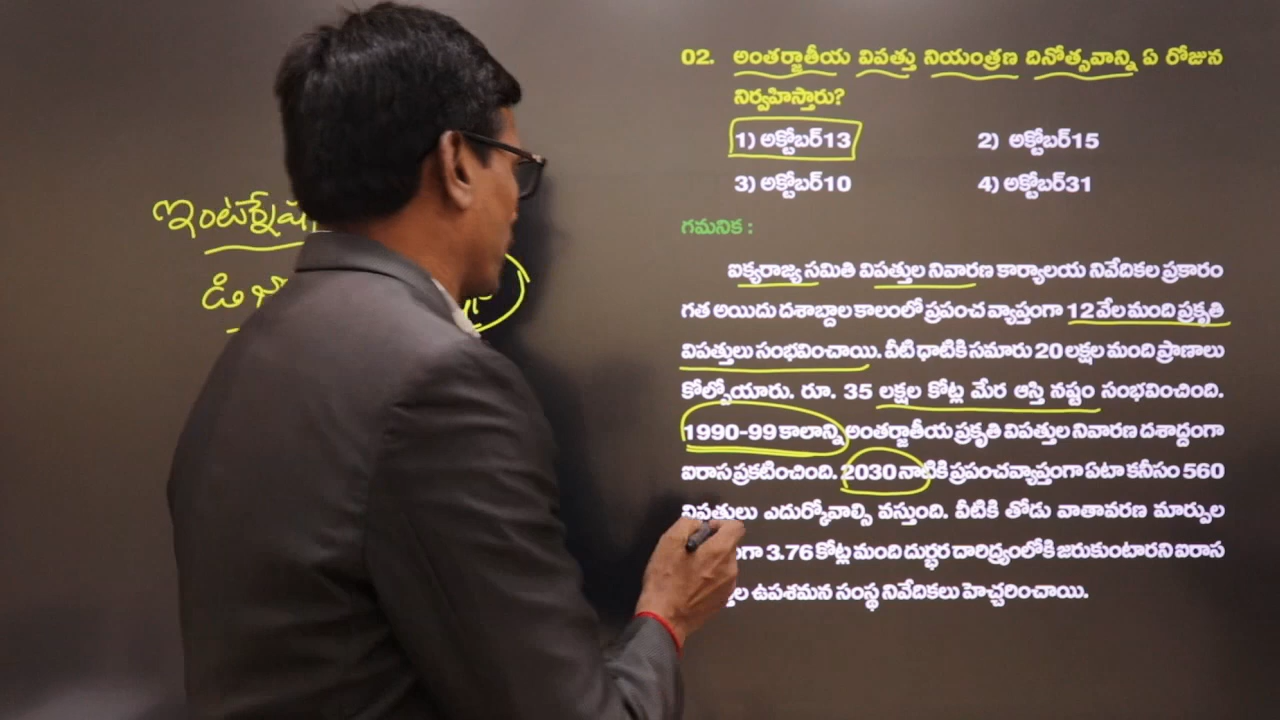 02. అంతర్జాతీయ విపత్తు నియంత్రణ దినోత్సవాన్ని ఏ రోజున
నిర్వహిస్తారు?
1) అక్టోబర్13 2) అక్టోబర్15
3) అక్టోబర్10 4) అక్టోబర్31
గమనిక :
ఐక్యరాజ్య సమితి విపత్తుల నివారణ కార్యాలయ నివేదికల ప్రకారం
గత అయిదు దశాబ్దాల కాలంలో ప్రపంచ వ్యాప్తంగా 12 వేల మంది ప్రకృతి
విపత్తులు సంభవించాయి. వీటి ధాటికి సమారు 20 లక్షల మంది ప్రాణాలు
కోల్పోయారు. రూ. 35 లక్షల కోట్ల మేర ఆస్తి నష్టం సంభవించింది.
1990-99 కాలాన్ని అంతర్జాతీయ ప్రకృతి విపత్తుల నివారణ దశాద్దంగా
ఐరాస ప్రకటించింది. 2030 నాటికి ప్రపంచవ్యాప్తంగా ఏటా కనీసం 560
విపత్తులు ఎదుర్కోవాల్సి వస్తుంది. వీటికి తోడు వాతావరణ మార్పుల
3.76 కోట్ల మంది దుర్భర దారిద్ర్యంలోకి జరుకుంటారని ఐరాస
ఉపశమన సంస్థ నివేదికలు హెచ్చరించాయి.